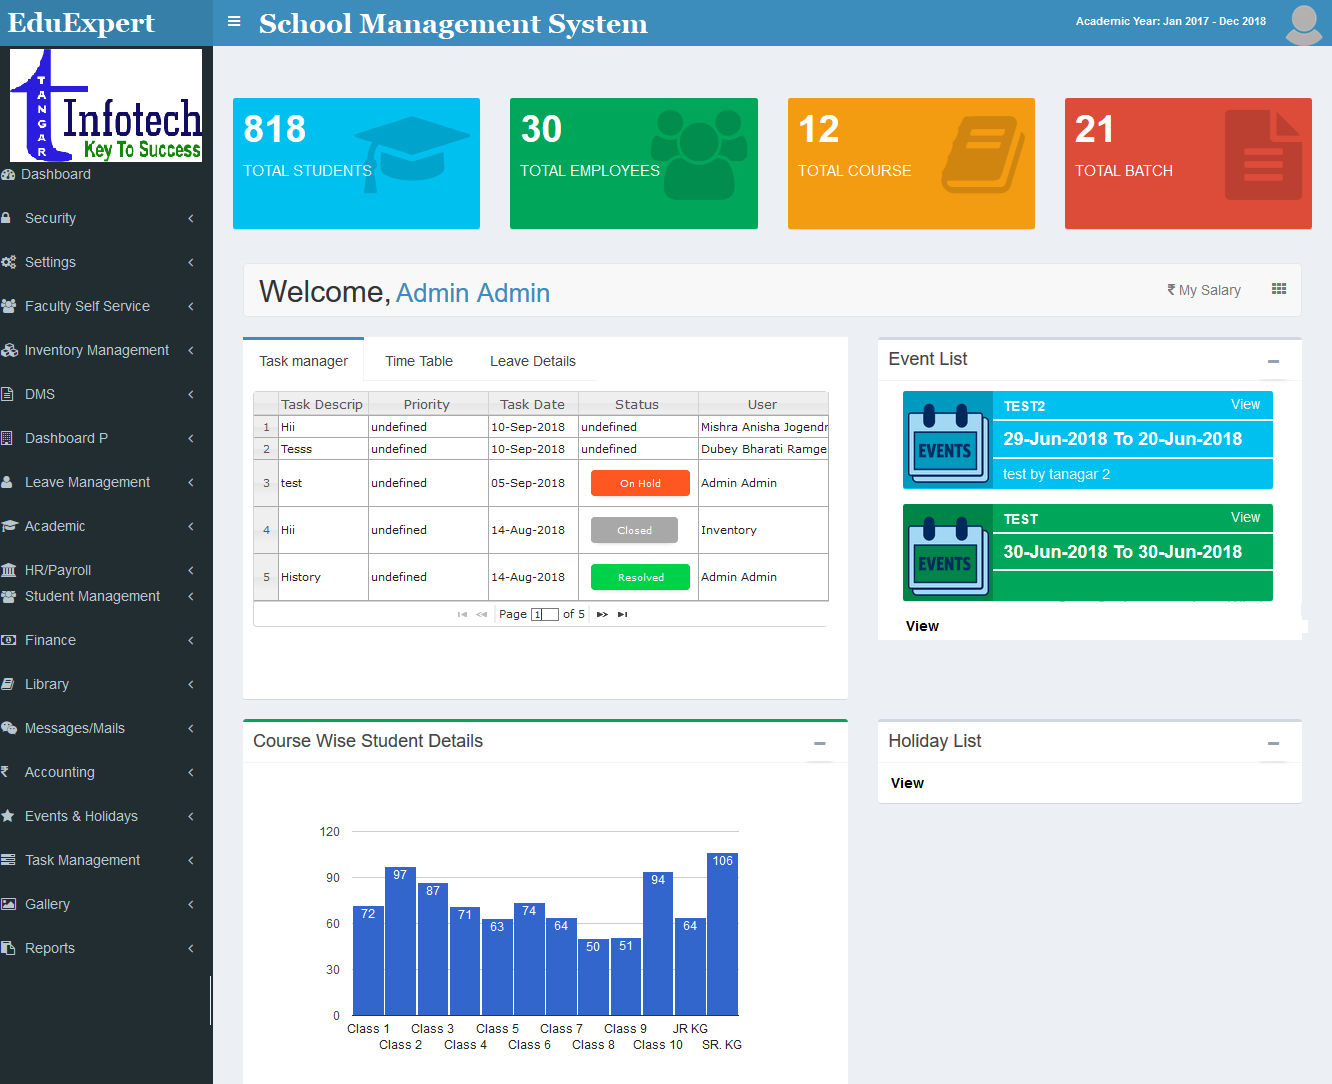 EduExpert
School Management System
Academic Year: Jan 2017 - Dec 2018
TANGAR
Infotech
Key To Success
Dashboard
Security
Settings
Faculty Self Service
Inventory Management
DMS
Dashboard P
Leave Management
Academic
HR/Payroll
Student Management
Finance
Library
Messages/Mails
Accounting
Events & Holidays
Task Management
Gallery
Reports
818
TOTAL STUDENTS
30
TOTAL EMPLOYEES
12
TOTAL COURSE
21
TOTAL BATCH
Welcome, Admin Admin
₹ My Salary
Task manager Time Table Leave Details
Task Descrip Priority Task Date Status User
1 Hii undefined 10-Sep-2018 undefined Mishra Anisha Jogendr
2 Tesss undefined 10-Sep-2018 undefined Dubey Bharati Ramge
3 test undefined 05-Sep-2018 On Hold Admin Admin
4 Hii undefined 14-Aug-2018 Closed Inventory
5 History undefined 14-Aug-2018 Resolved Admin Admin
Page 1 of 5
Event List
EVENTS
TEST2 View
29-Jun-2018 To 20-Jun-2018
test by tanagar 2
EVENTS
TEST View
30-Jun-2018 To 30-Jun-2018
View
Course Wise Student Details
120
90
60
30
0
72 97 87 71 63 74 64 50 51 94 64 106
Class 1 Class 3 Class 5 Class 7 Class 9 JR KG
Class 2 Class 4 Class 6 Class 8 Class 10 SR. KG
Holiday List
View